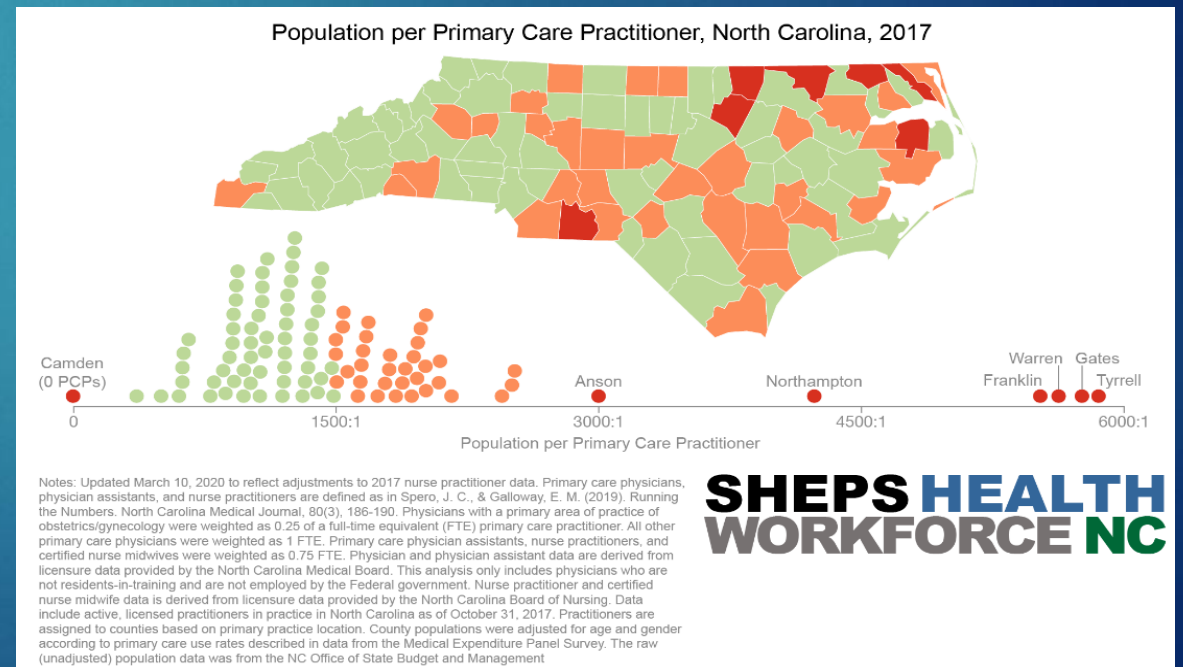 Population per Primary Care Practitioner, North Carolina, 2017
Camden
(0 PCPs)
Anson
Northampton
Warren
Gates
Franklin
Tyrrell
0
1500:1
3000:1
4500:1
6000:1
Population per Primary Care Practitioner
Notes: Updated March 10, 2020 to reflect adjustments to 2017 nurse practitioner data. Primary care physicians,
physician assistants, and nurse practitioners are defined as in Spero, J. C., & Galloway, E. M. (2019). Running
the Numbers. North Carolina Medical Journal, 80(3), 186-190. Physicians with a primary area of practice of
obstetrics/gynecology were weighted as 0.25 of a full-time equivalent (FTE) primary care practitioner. All other
primary care physicians were weighted as 1 FTE. Primary care physician assistants, nurse practitioners, and
certified nurse midwives were weighted as 0.75 FTE. Physician and physician assistant data are derived from
licensure data provided by the North Carolina Medical Board. This analysis only includes physicians who are
not residents-in-training and are not employed by the Federal government. Nurse practitioner and certified
nurse midwife data is derived from licensure data provided by the North Carolina Board of Nursing. Data
include active, licensed practitioners in practice in North Carolina as of October 31, 2017. Practitioners are
assigned to counties based on primary practice location. County populations were adjusted for age and gender
according to primary care use rates described in data from the Medical Expenditure Panel Survey. The raw
(unadjusted) population data was from the NC Office of State Budget and Management
SHEPS HEALTH
WORKFORCE NC